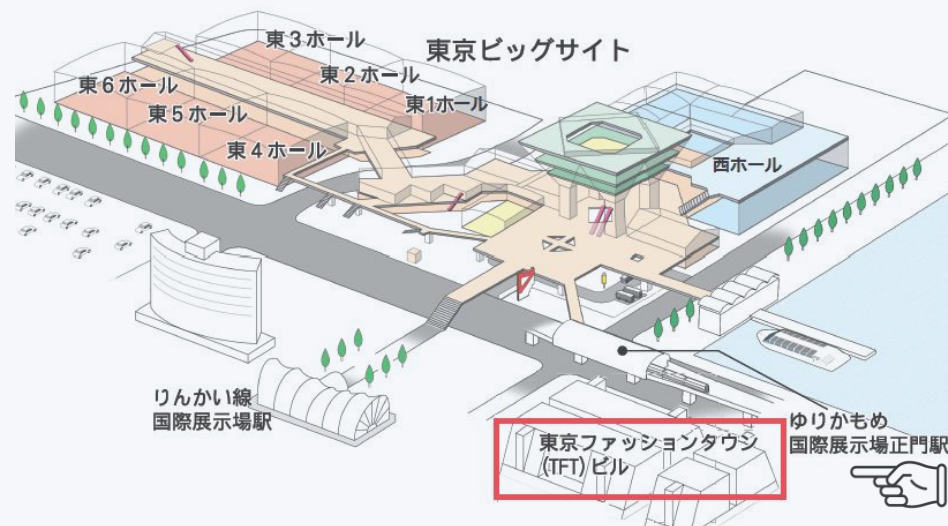 東京ビッグサイト
東3ホール
東2ホール
東1ホール
東6ホール
東5ホール
東4ホール
西ホール
りんかい線
国際展示場駅
ゆりかもめ
国際展示場正門駅
東京ファッションタウン
(TFT)ビル